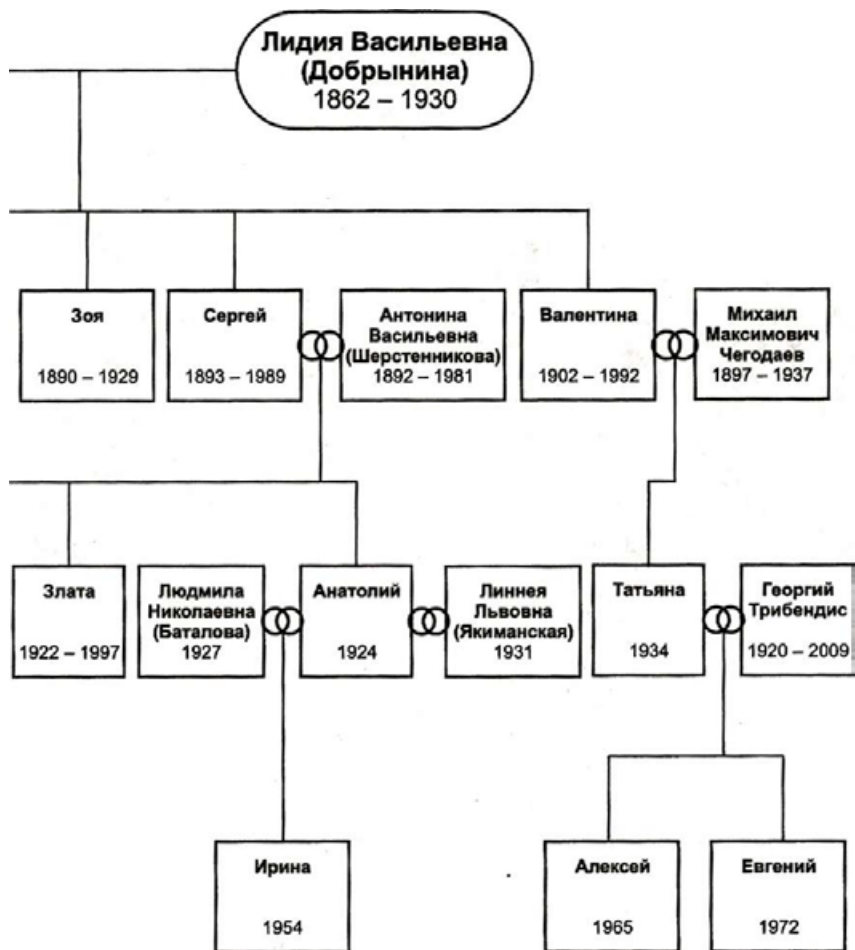 Лидия Васильевна
(Добрынина)
1862 – 1930
Зоя
1890 – 1929
Сергей
1893 – 1989
Антонина
Васильевна
(Шерстенникова)
1892 – 1981
Валентина
1902 – 1992
Михаил
Максимович
Чегодаев
1897 – 1937
Злата
1922 – 1997
Людмила
Николаевна
(Баталова)
1927
Анатолий
1924
Линнея
Львовна
(Якиманская)
1931
Татьяна
1934
Георгий
Трибендис
1920 – 2009
Ирина
1954
Алексей
1965
Евгений
1972